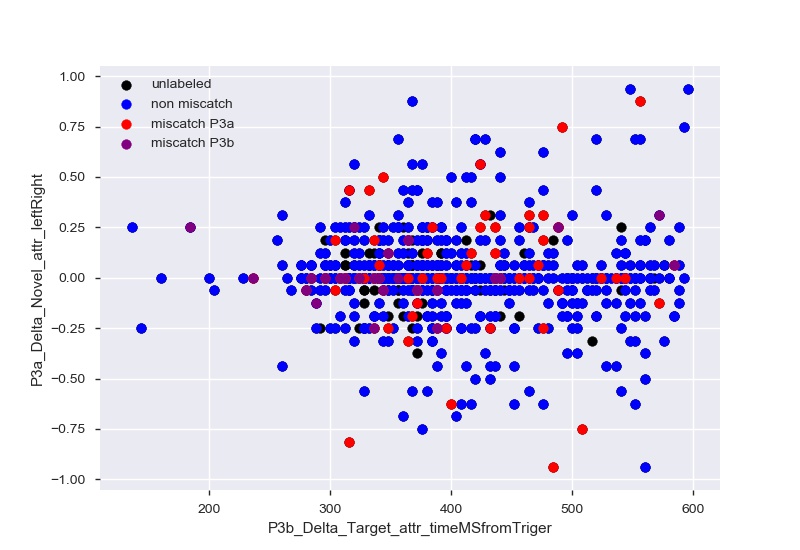 1.00
0.75
0.50
0.25
0.00
−0.25
−0.50
−0.75
−1.00
P3a_Delta_Novel_attr_leftRight
unlabeled
non miscatch
miscatch P3a
miscatch P3b
200 300 400 500 600
P3b_Delta_Target_attr_timeMSfromTriger